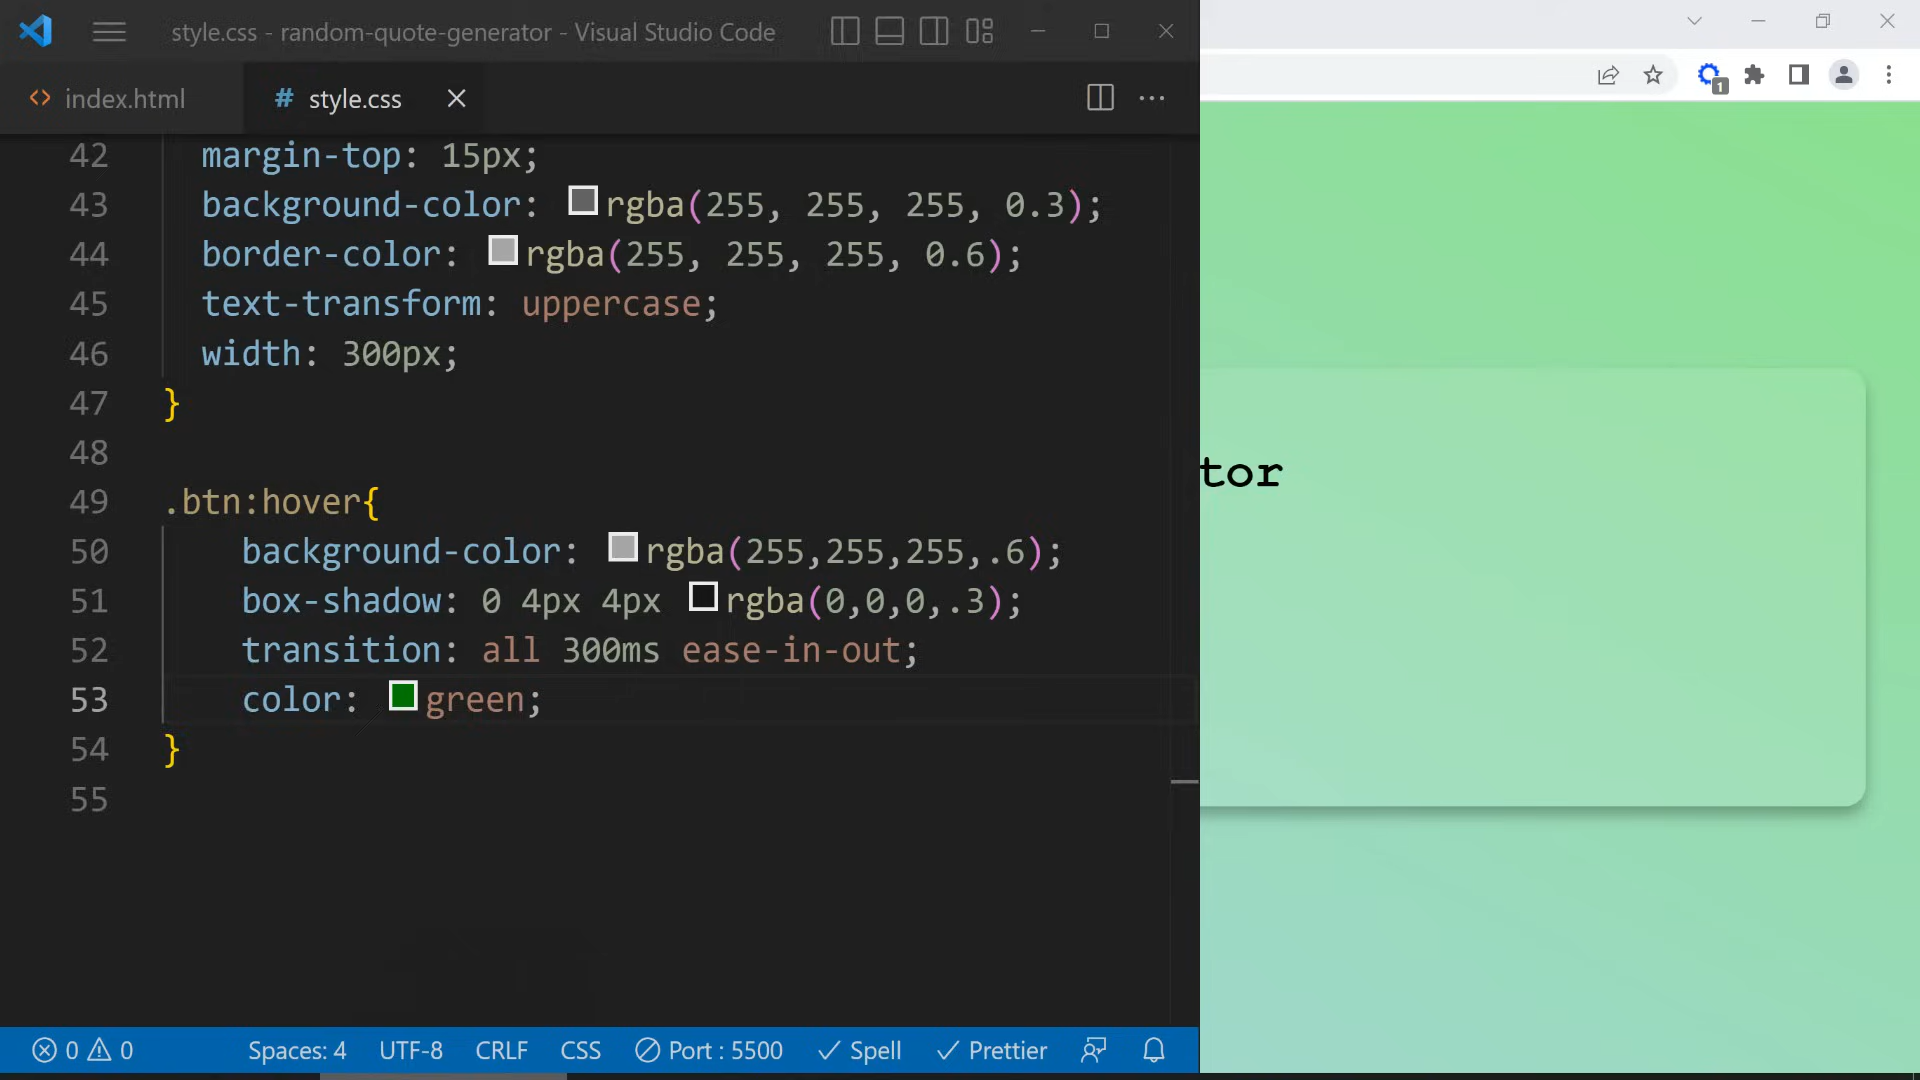 style.css - random-quote-generator - Visual Studio Code
index.html
# style.css
1
42 margin-top: 15px;
43 background-color: rgba(255, 255, 255, 0.3);
44 border-color: rgba(255, 255, 255, 0.6);
45 text-transform: uppercase;
46 width: 300px;
47 }
48
49 .btn:hover{
50 background-color: rgba(255,255,255,.6);
51 box-shadow: 0 4px 4px rgba(0,0,0,.3);
52 transition: all 300ms ease-in-out;
53 color: green;
54 }
55
tor
0 0 Spaces: 4 UTF-8 CRLF CSS Port : 5500 Spell Prettier